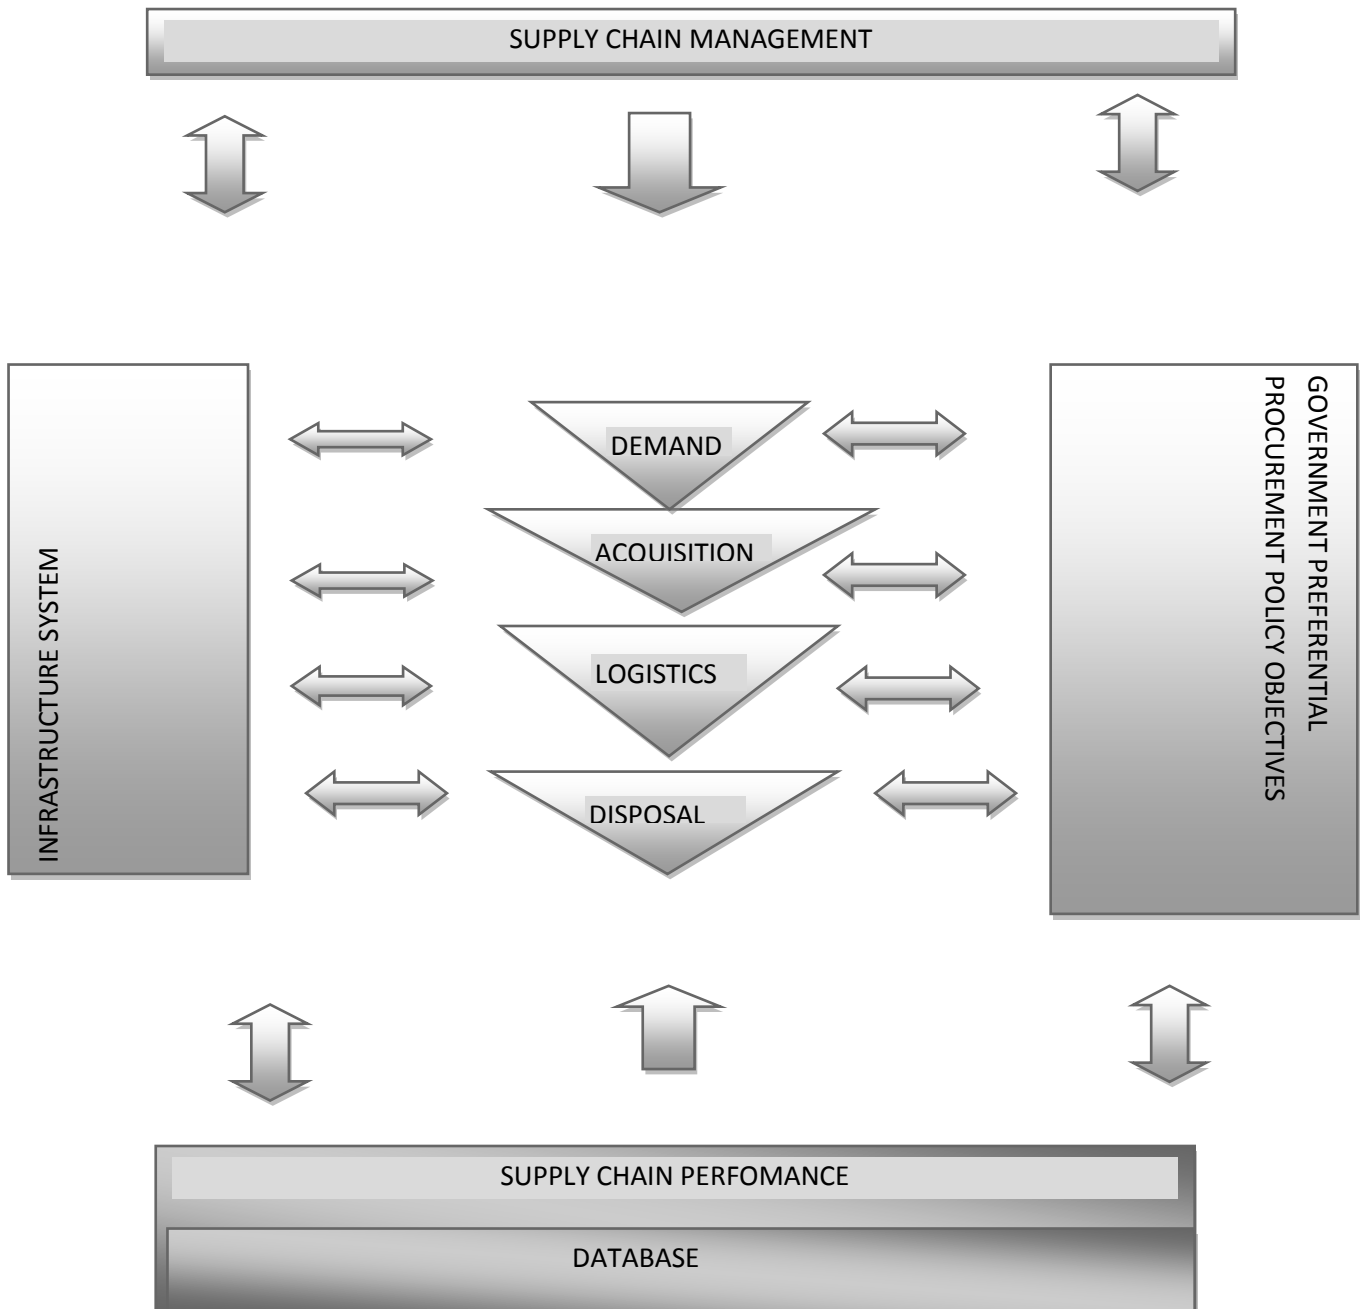 SUPPLY CHAIN MANAGEMENT
DEMAND
ACQUISITION
LOGISTICS
DISPOSAL
INFRASTRUCTURE SYSTEM
GOVERNMENT PREFERENTIAL
PROCUREMENT POLICY OBJECTIVES
SUPPLY CHAIN PERFOMANCE
DATABASE